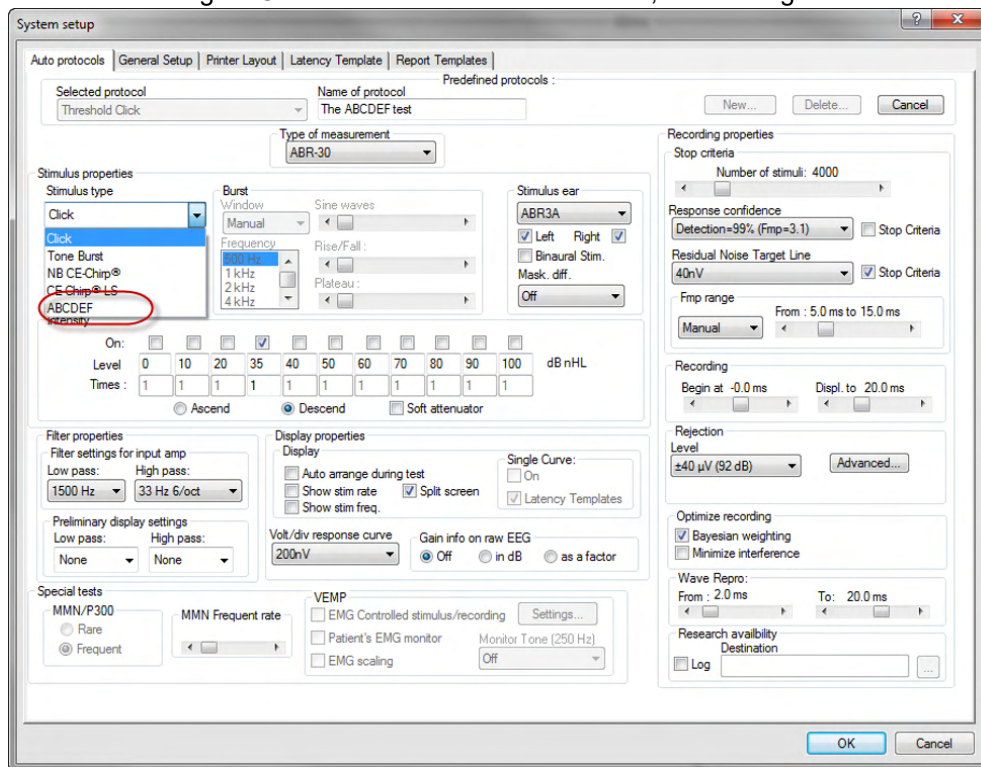 System setup
Auto protocols General Setup Printer Layout Latency Template Report Templates
Predefined protocols :
Selected protocol Name of protocol
Threshold Click The ABCDEF test New... Delete... Cancel
Type of measurement
ABR-30
Stimulus properties
Stimulus type
Click
Click
Tone Burst
NB CE-Chirp®
CE-Chirp® LS
ABCDEF
Burst
Window Sine waves
Manual
Frequency Rise/Fall :
500 Hz
1 kHz
2 kHz Plateau :
4 kHz
Stimulus ear
ABR3A
Left Right
Binaural Stim.
Mask. diff.
Off
Intensity
On:
Level 0 10 20 35 40 50 60 70 80 90 100 dB nHL
Times : 1 1 1 1 1 1 1 1 1 1 1
Ascend Descend Soft attenuator
Filter properties
Filter settings for input amp
Low pass: High pass:
1500 Hz 33 Hz 6/oct
Preliminary display settings
Low pass: High pass:
None None
Display properties
Display
Auto arrange during test
Show stim rate Split screen
Show stim freq.
Single Curve:
On
Latency Templates
Volt/div response curve
200nV
Gain info on raw EEG
Off in dB as a factor
Special tests
MMN/P300
Rare
Frequent
MMN Frequent rate
VEMP
EMG Controlled stimulus/recording Settings...
Patient's EMG monitor Monitor Tone (250 Hz)
EMG scaling Off
Recording properties
Stop criteria
Number of stimuli: 4000
Response confidence
Detection=99% (Fmp=3.1) Stop Criteria
Residual Noise Target Line
40nV Stop Criteria
Fmp range
From : 5.0 ms to 15.0 ms
Manual
Recording
Begin at -0.0 ms Displ. to 20.0 ms
Rejection
Level
±40 µV (92 dB) Advanced...
Optimize recording
Bayesian weighting
Minimize interference
Wave Repro:
From : 2.0 ms To: 20.0 ms
Research availbility
Destination
Log ...
OK Cancel